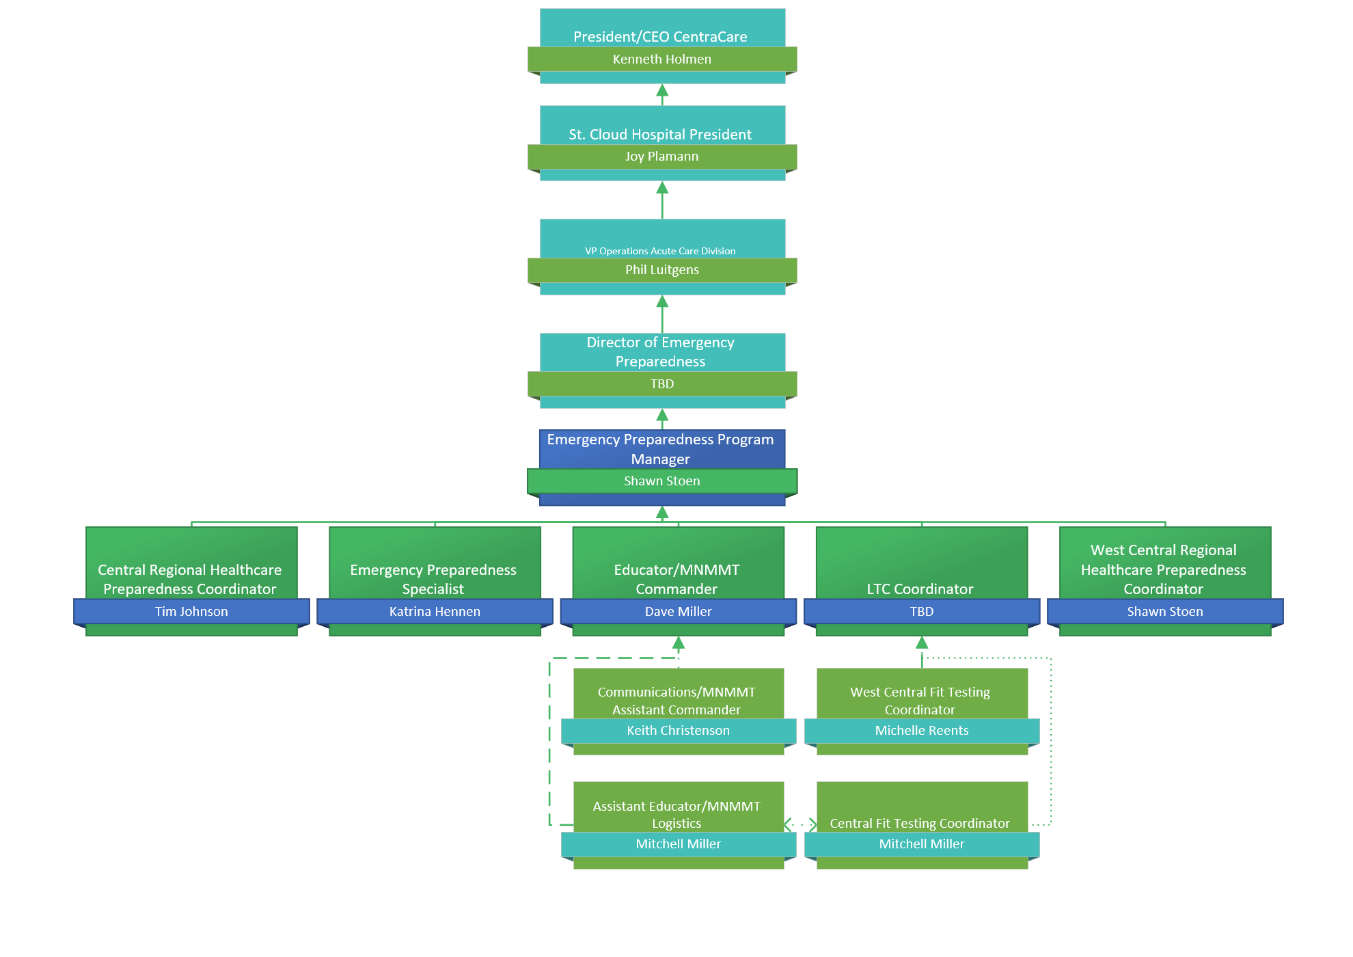 President/CEO CentraCare
Kenneth Holmen
St. Cloud Hospital President
Joy Plamann
VP Operations Acute Care Division
Phil Luitgens
Director of Emergency
Preparedness
TBD
Emergency Preparedness Program
Manager
Shawn Stoen
Central Regional Healthcare
Preparedness Coordinator
Tim Johnson
Emergency Preparedness
Specialist
Katrina Hennen
Educator/MNMMT
Commander
Dave Miller
LTC Coordinator
TBD
West Central Regional
Healthcare Preparedness
Coordinator
Shawn Stoen
Communications/MNMMT
Assistant Commander
Keith Christenson
West Central Fit Testing
Coordinator
Michelle Reents
Assistant Educator/MNMMT
Logistics
Mitchell Miller
Central Fit Testing Coordinator
Mitchell Miller